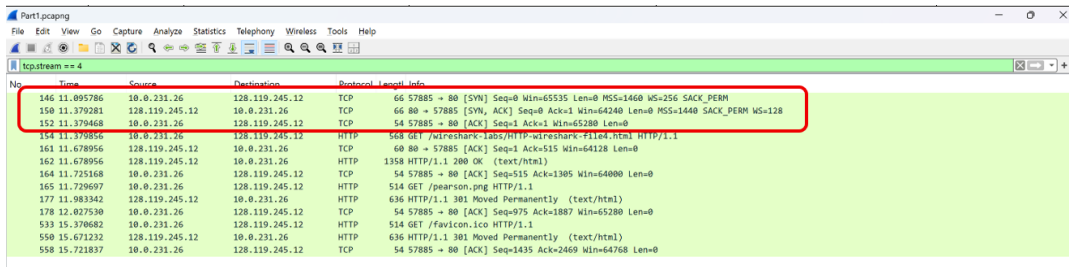 Part1.pcapng
File Edit View Go Capture Analyze Statistics Telephony Wireless Tools Help
tcp.stream == 4
No. Time Source Destination Protocol Length Info
146 11.095786 10.0.231.26 128.119.245.12 TCP 66 57885 → 80 [SYN] Seq=0 Win=65535 Len=0 MSS=1460 WS=256 SACK_PERM
150 11.379281 128.119.245.12 10.0.231.26 TCP 66 80 → 57885 [SYN, ACK] Seq=0 Ack=1 Win=64240 Len=0 MSS=1440 SACK_PERM WS=128
152 11.379468 10.0.231.26 128.119.245.12 TCP 54 57885 → 80 [ACK] Seq=1 Ack=1 Win=65280 Len=0
154 11.379856 10.0.231.26 128.119.245.12 HTTP 568 GET /wireshark-labs/HTTP-wireshark-file4.html HTTP/1.1
161 11.678956 128.119.245.12 10.0.231.26 TCP 60 80 → 57885 [ACK] Seq=1 Ack=515 Win=64128 Len=0
162 11.678956 128.119.245.12 10.0.231.26 HTTP 1358 HTTP/1.1 200 OK (text/html)
164 11.725168 10.0.231.26 128.119.245.12 TCP 54 57885 → 80 [ACK] Seq=515 Ack=1305 Win=64000 Len=0
165 11.729697 10.0.231.26 128.119.245.12 HTTP 514 GET /pearson.png HTTP/1.1
177 11.983342 128.119.245.12 10.0.231.26 HTTP 636 HTTP/1.1 301 Moved Permanently (text/html)
178 12.027530 10.0.231.26 128.119.245.12 TCP 54 57885 → 80 [ACK] Seq=975 Ack=1887 Win=65280 Len=0
533 15.370682 10.0.231.26 128.119.245.12 HTTP 514 GET /favicon.ico HTTP/1.1
550 15.671232 128.119.245.12 10.0.231.26 HTTP 636 HTTP/1.1 301 Moved Permanently (text/html)
558 15.721837 10.0.231.26 128.119.245.12 TCP 54 57885 → 80 [ACK] Seq=1435 Ack=2469 Win=64768 Len=0